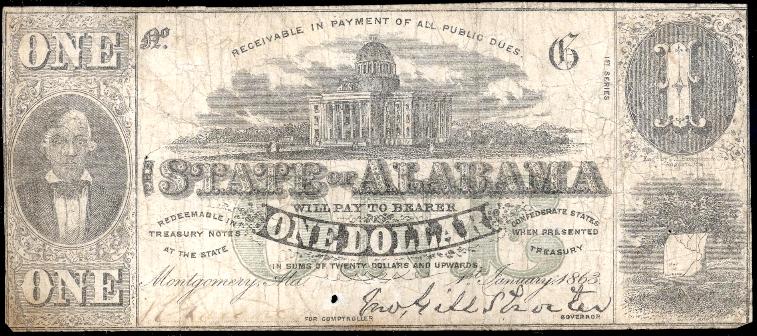 ONE
No.
RECEIVABLE IN PAYMENT OF ALL PUBLIC DUES.
G
1ST SERIES
1
THE STATE OF ALABAMA
WILL PAY TO BEARER
ONE DOLLAR
REDEEMABLE IN
TREASURY NOTES
AT THE STATE
CONFEDERATE STATES
WHEN PRESENTED
TREASURY
IN SUMS OF TWENTY DOLLARS AND UPWARDS.
ONE
Montgomery, Ala. 1st January, 1863.
FOR COMPTROLLER
GOVERNOR